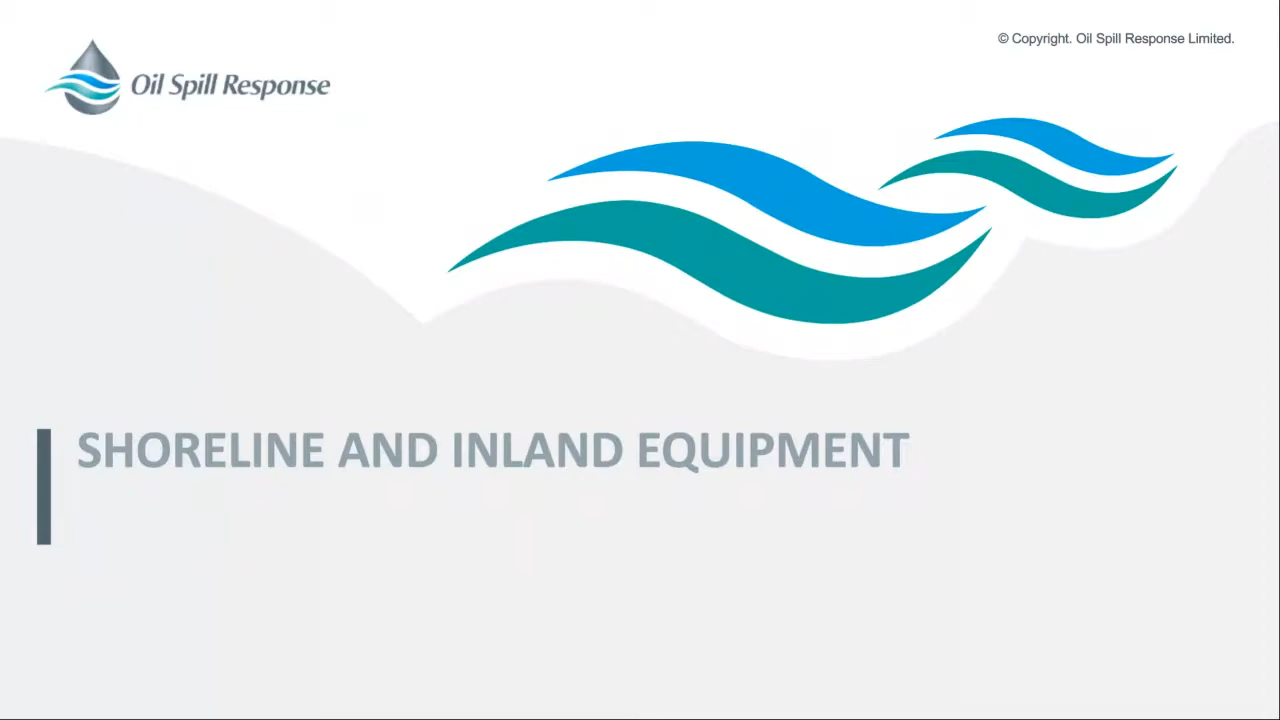 © Copyright. Oil Spill Response Limited.
Oil Spill Response
SHORELINE AND INLAND EQUIPMENT